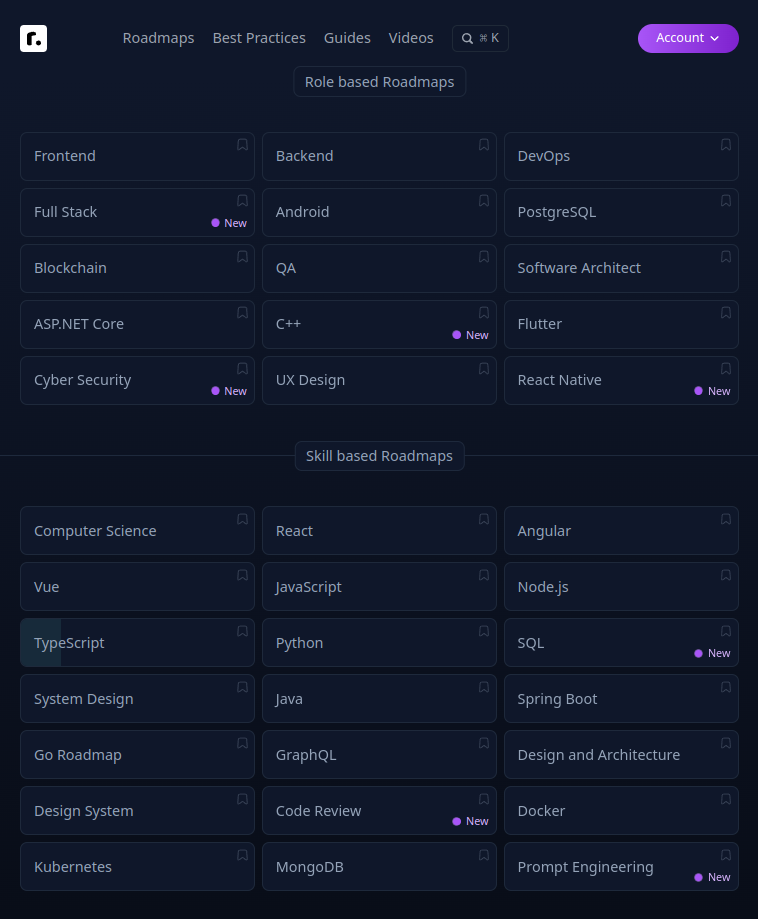 r.
Roadmaps Best Practices Guides Videos ⌘ K Account
Role based Roadmaps
Frontend Backend DevOps
Full Stack New Android PostgreSQL
Blockchain QA Software Architect
ASP.NET Core C++ New Flutter
Cyber Security New UX Design React Native New
Skill based Roadmaps
Computer Science React Angular
Vue JavaScript Node.js
TypeScript Python SQL New
System Design Java Spring Boot
Go Roadmap GraphQL Design and Architecture
Design System Code Review New Docker
Kubernetes MongoDB Prompt Engineering New